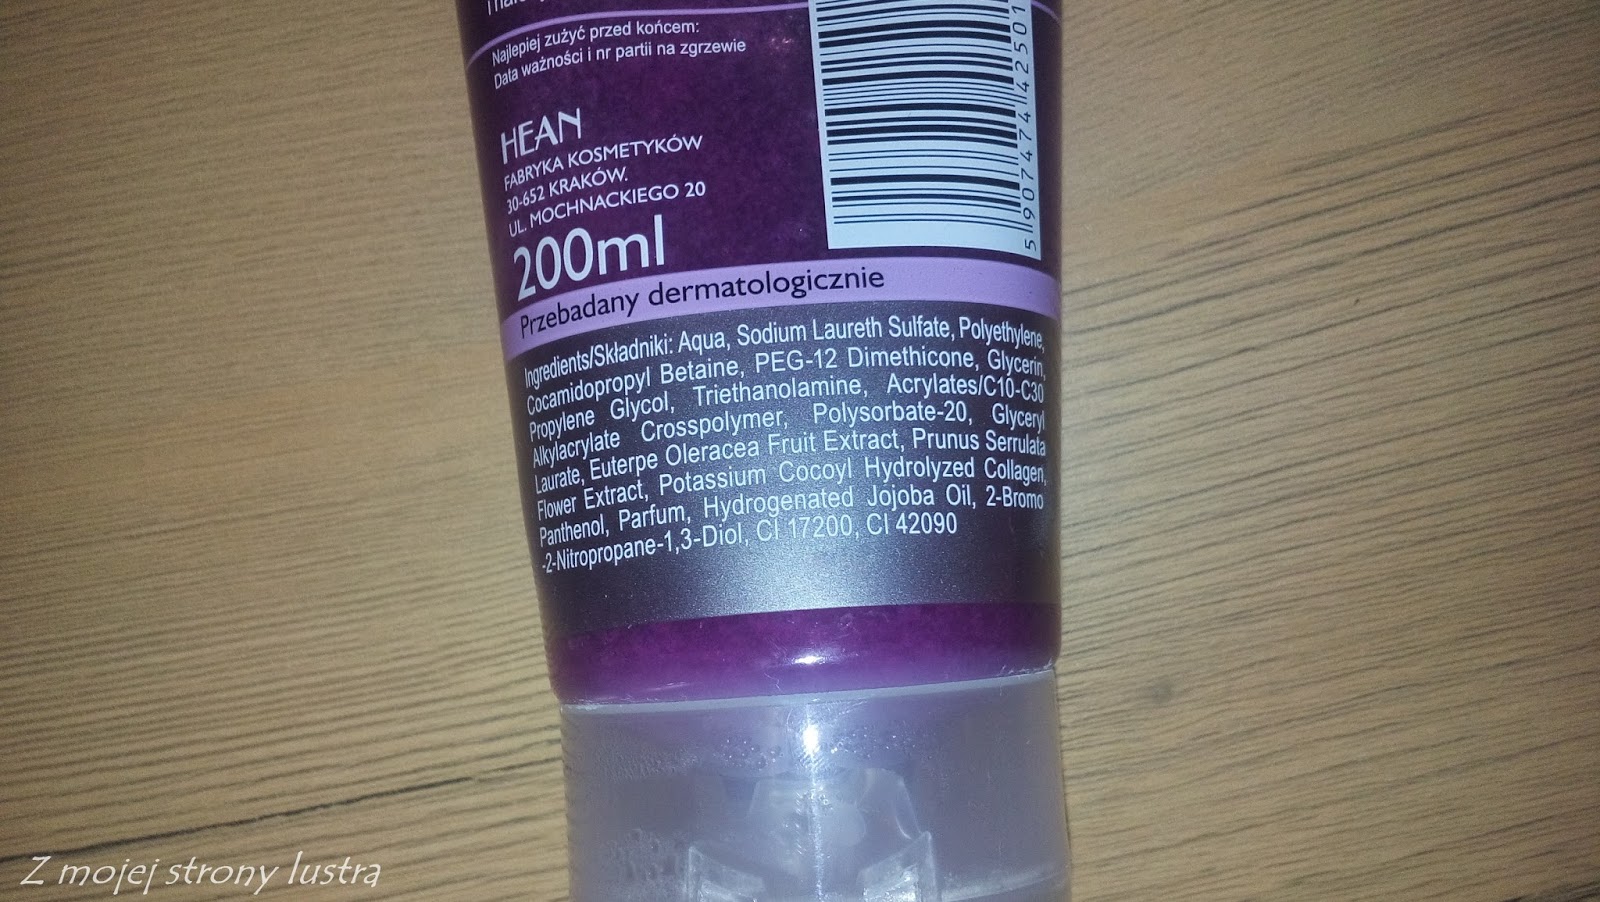 Najlepiej zużyć przed końcem:
Data ważności i nr partii na zgrzewie
HEAN
FABRYKA KOSMETYKÓW
30-652 KRAKÓW.
UL. MOCHNACKIEGO 20
200ml
5 907474 42501
Przebadany dermatologicznie
Ingredients/Składniki: Aqua, Sodium Laureth Sulfate, Polyethylene,
Cocamidopropyl Betaine, PEG-12 Dimethicone, Glycerin,
Propylene Glycol, Triethanolamine, Acrylates/C10-C30
Alkylacrylate Crosspolymer, Polysorbate-20, Glyceryl
Laurate, Euterpe Oleracea Fruit Extract, Prunus Serrulata
Flower Extract, Potassium Cocoyl Hydrolyzed Collagen,
Panthenol, Parfum, Hydrogenated Jojoba Oil, 2-Bromo
-2-Nitropropane-1,3-Diol, CI 17200, CI 42090
Z mojej strony lustra